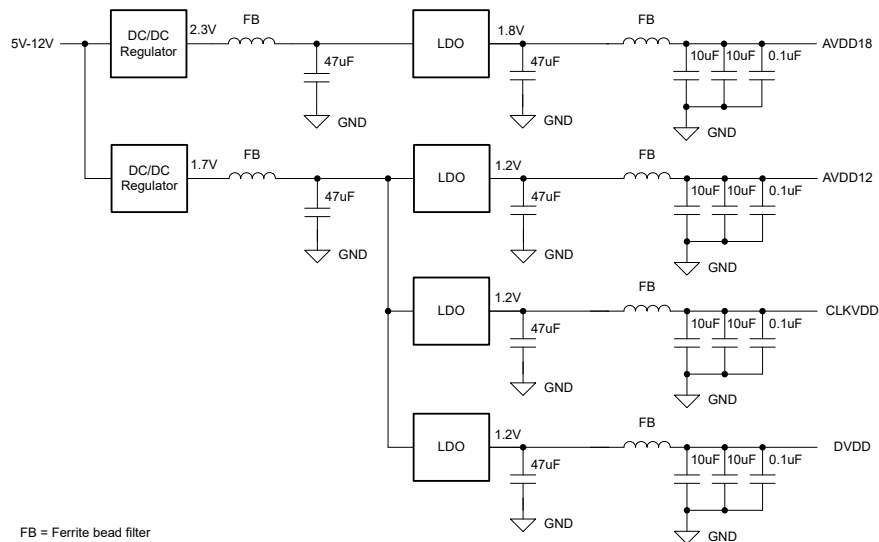 5V-12V
DC/DC
Regulator
2.3V
FB
47uF
GND
LDO
1.8V
47uF
GND
FB
10uF
10uF
0.1uF
GND
AVDD18
DC/DC
Regulator
1.7V
FB
47uF
GND
LDO
1.2V
47uF
GND
FB
10uF
10uF
0.1uF
GND
AVDD12
LDO
1.2V
47uF
GND
FB
10uF
10uF
0.1uF
GND
CLKVDD
LDO
1.2V
47uF
GND
FB
10uF
10uF
0.1uF
GND
DVDD
FB = Ferrite bead filter